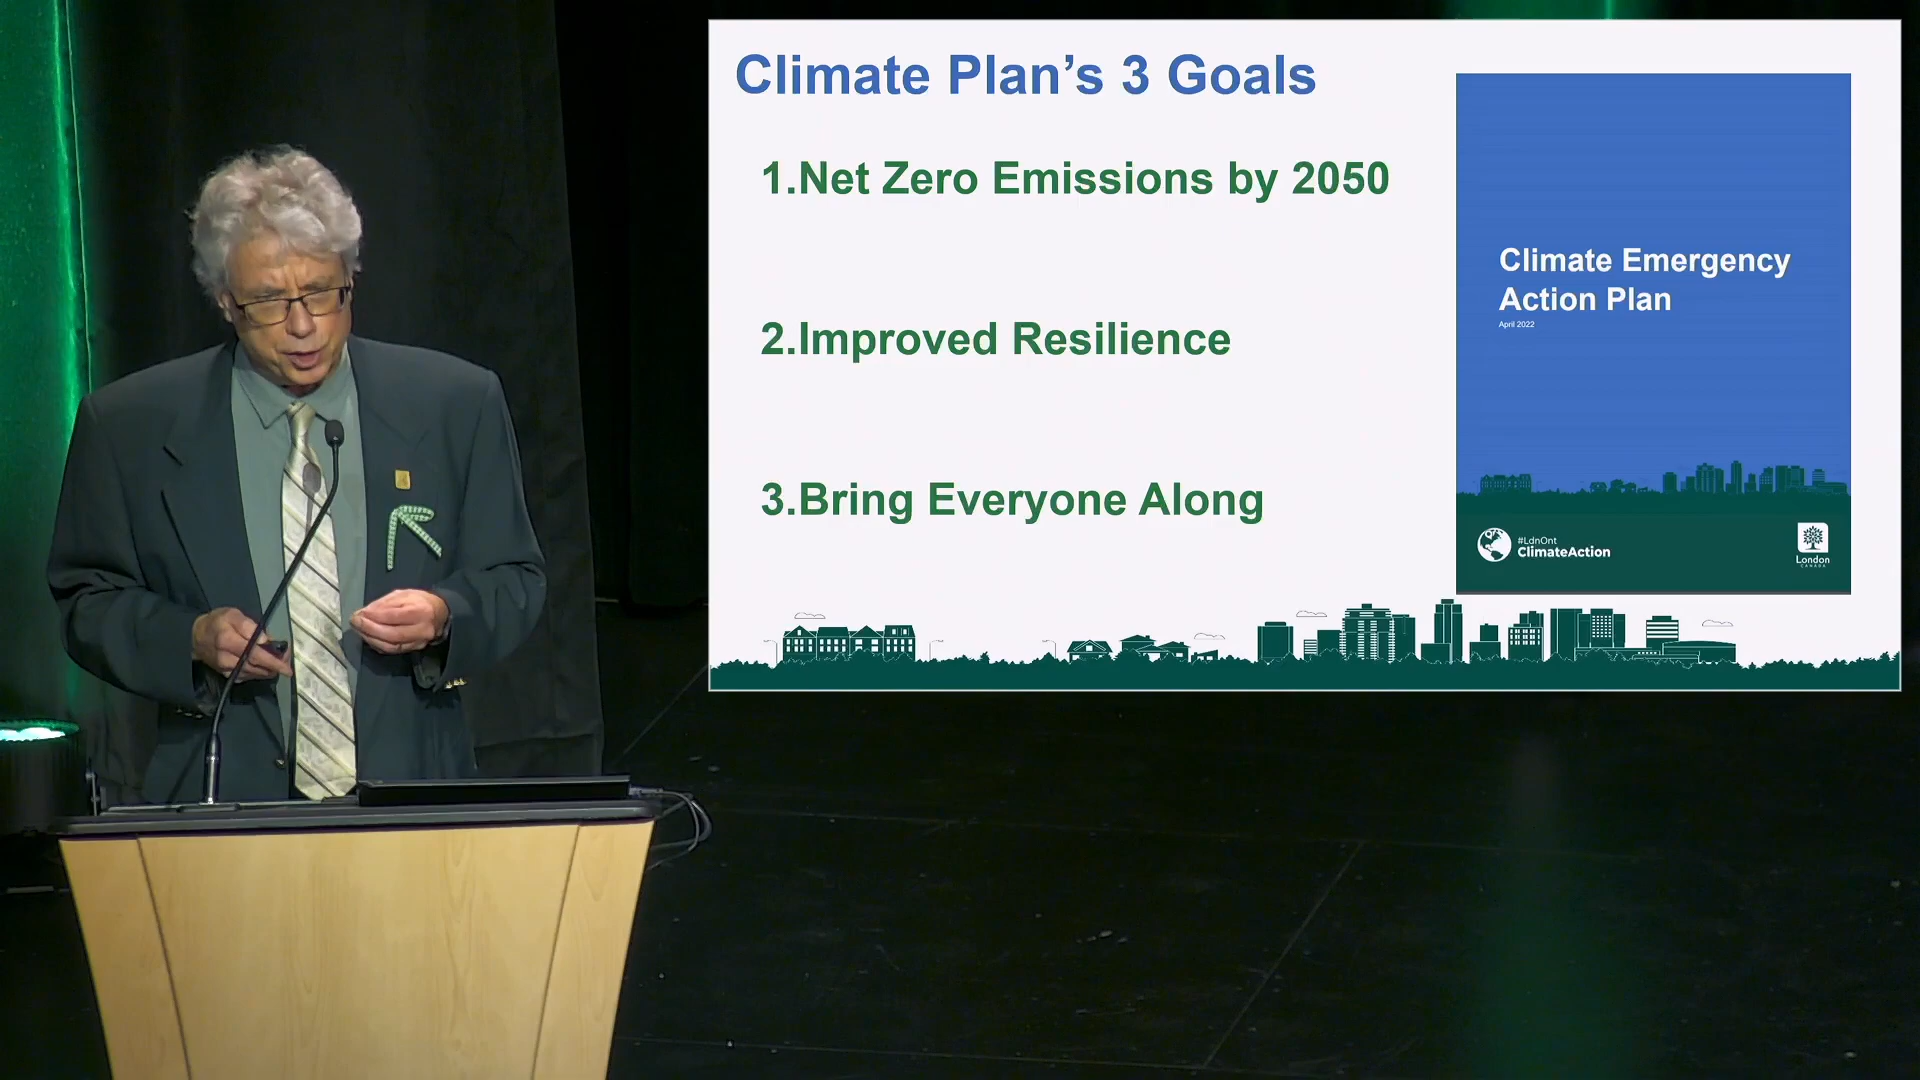 Climate Plan’s 3 Goals
1.Net Zero Emissions by 2050
2.Improved Resilience
3.Bring Everyone Along
Climate Emergency
Action Plan
April 2022
#LdnOnt
ClimateAction
London
CANADA